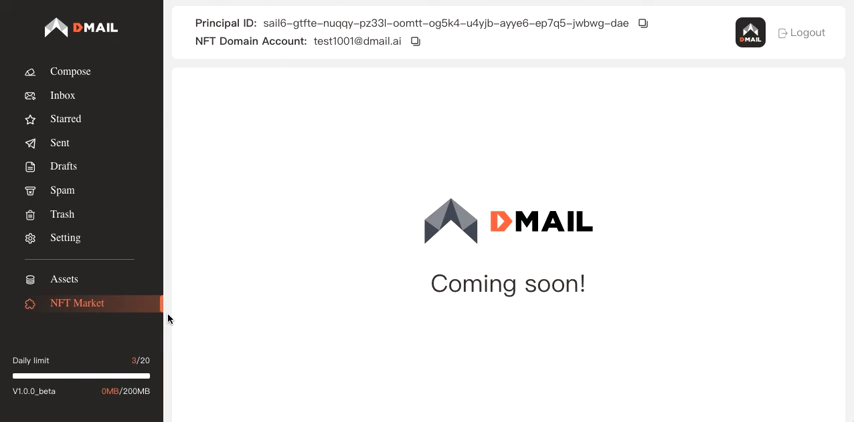 DMAIL
Compose
Inbox
Starred
Sent
Drafts
Spam
Trash
Setting
Assets
NFT Market
Daily limit 3/20
V1.0.0_beta 0MB/200MB
Principal ID: sail6-gtfte-nuqqy-pz33l-oomtt-og5k4-u4yjb-ayye6-ep7q5-jwbwg-dae
NFT Domain Account: test1001@dmail.ai
DMAIL
Logout
DMAIL
Coming soon!